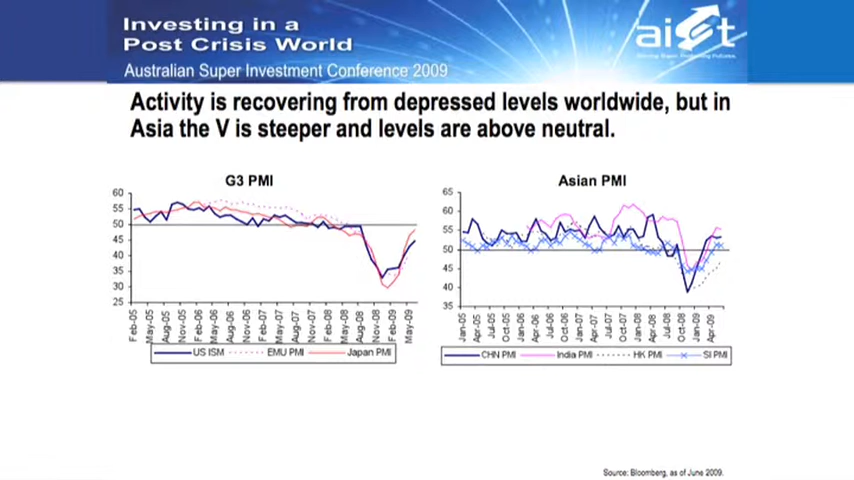 Investing in a
Post Crisis World
Australian Super Investment Conference 2009
aist
Activity is recovering from depressed levels worldwide, but in
Asia the V is steeper and levels are above neutral.
G3 PMI
60
55
50
45
40
35
30
25
Feb-05
May-05
Aug-05
Nov-05
Feb-06
May-06
Aug-06
Nov-06
Feb-07
May-07
Aug-07
Nov-07
Feb-08
May-08
Aug-08
Nov-08
Feb-09
May-09
US ISM
EMU PMI
Japan PMI
Asian PMI
65
60
55
50
45
40
35
Jan-05
Apr-05
Jul-05
Oct-05
Jan-06
Apr-06
Jul-06
Oct-06
Jan-07
Apr-07
Jul-07
Oct-07
Jan-08
Apr-08
Jul-08
Oct-08
Jan-09
Apr-09
CHN PMI
India PMI
HK PMI
SI PMI
Source: Bloomberg, as of June 2009.